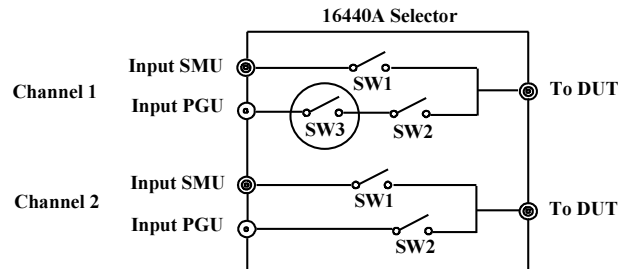 16440A Selector
Channel 1
Input SMU
SW1
To DUT
Input PGU
SW3
SW2
Channel 2
Input SMU
SW1
To DUT
Input PGU
SW2